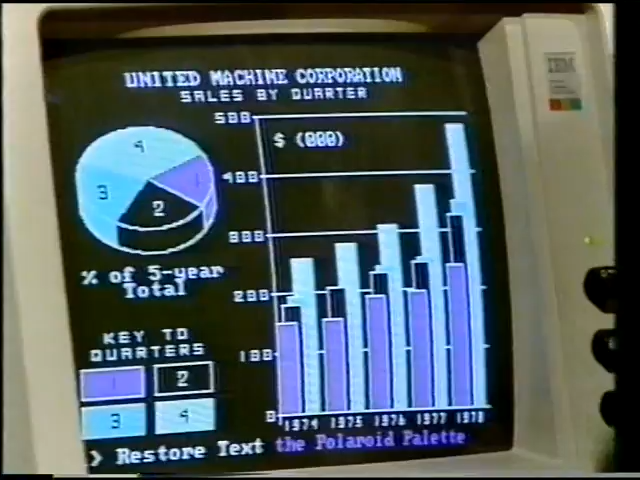 UNITED MACHINE CORPORATION
SALES BY QUARTER
500
$ (000)
400
300
200
100
0
4
1
3
2
% of 5-year
Total
KEY TO
QUARTERS
1
2
3
4
1974 1975 1976 1977 1978
> Restore Text the Polaroid Palette
IBM